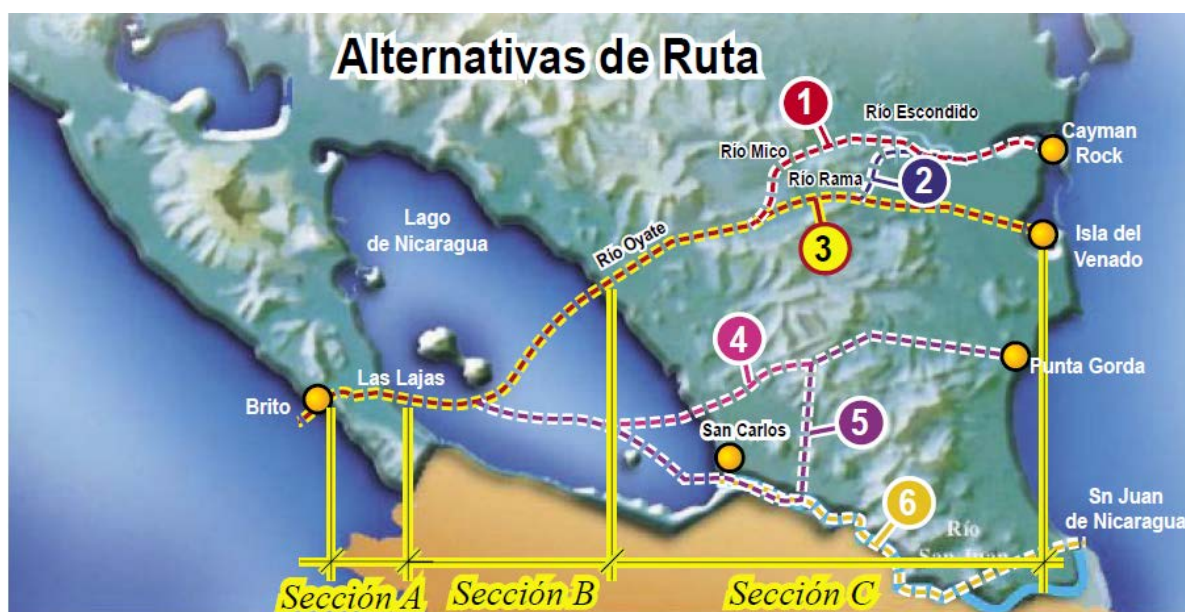 Alternativas de Ruta
1
Río Escondido
Cayman
Rock
Río Mico
Río Rama
2
Lago
de Nicaragua
Río Oyate
3
Isla del
Venado
4
Las Lajas
Punta Gorda
Brito
San Carlos
5
6
Sn Juan
de Nicaragua
Río
San Juan
Sección A
Sección B
Sección C